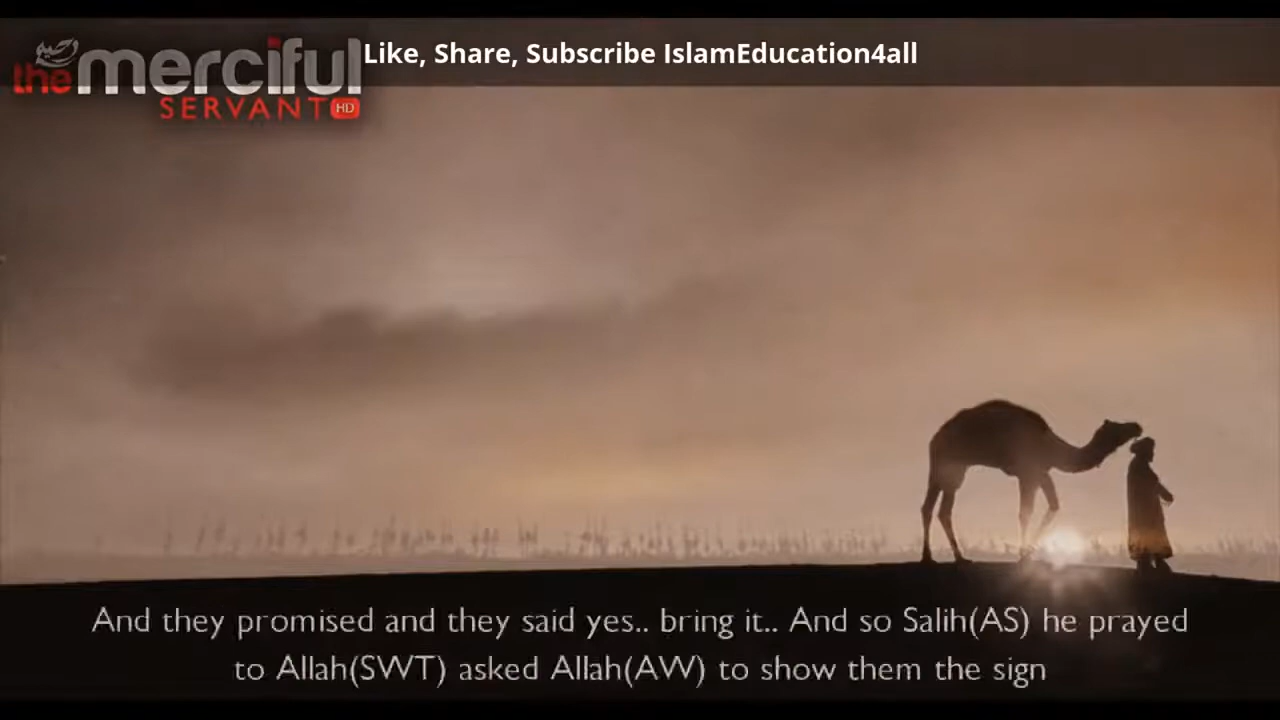 Like, Share, Subscribe IslamEducation4all
the merciful
SERVANT HD
And they promised and they said yes.. bring it.. And so Salih(AS) he prayed
to Allah(SWT) asked Allah(AW) to show them the sign